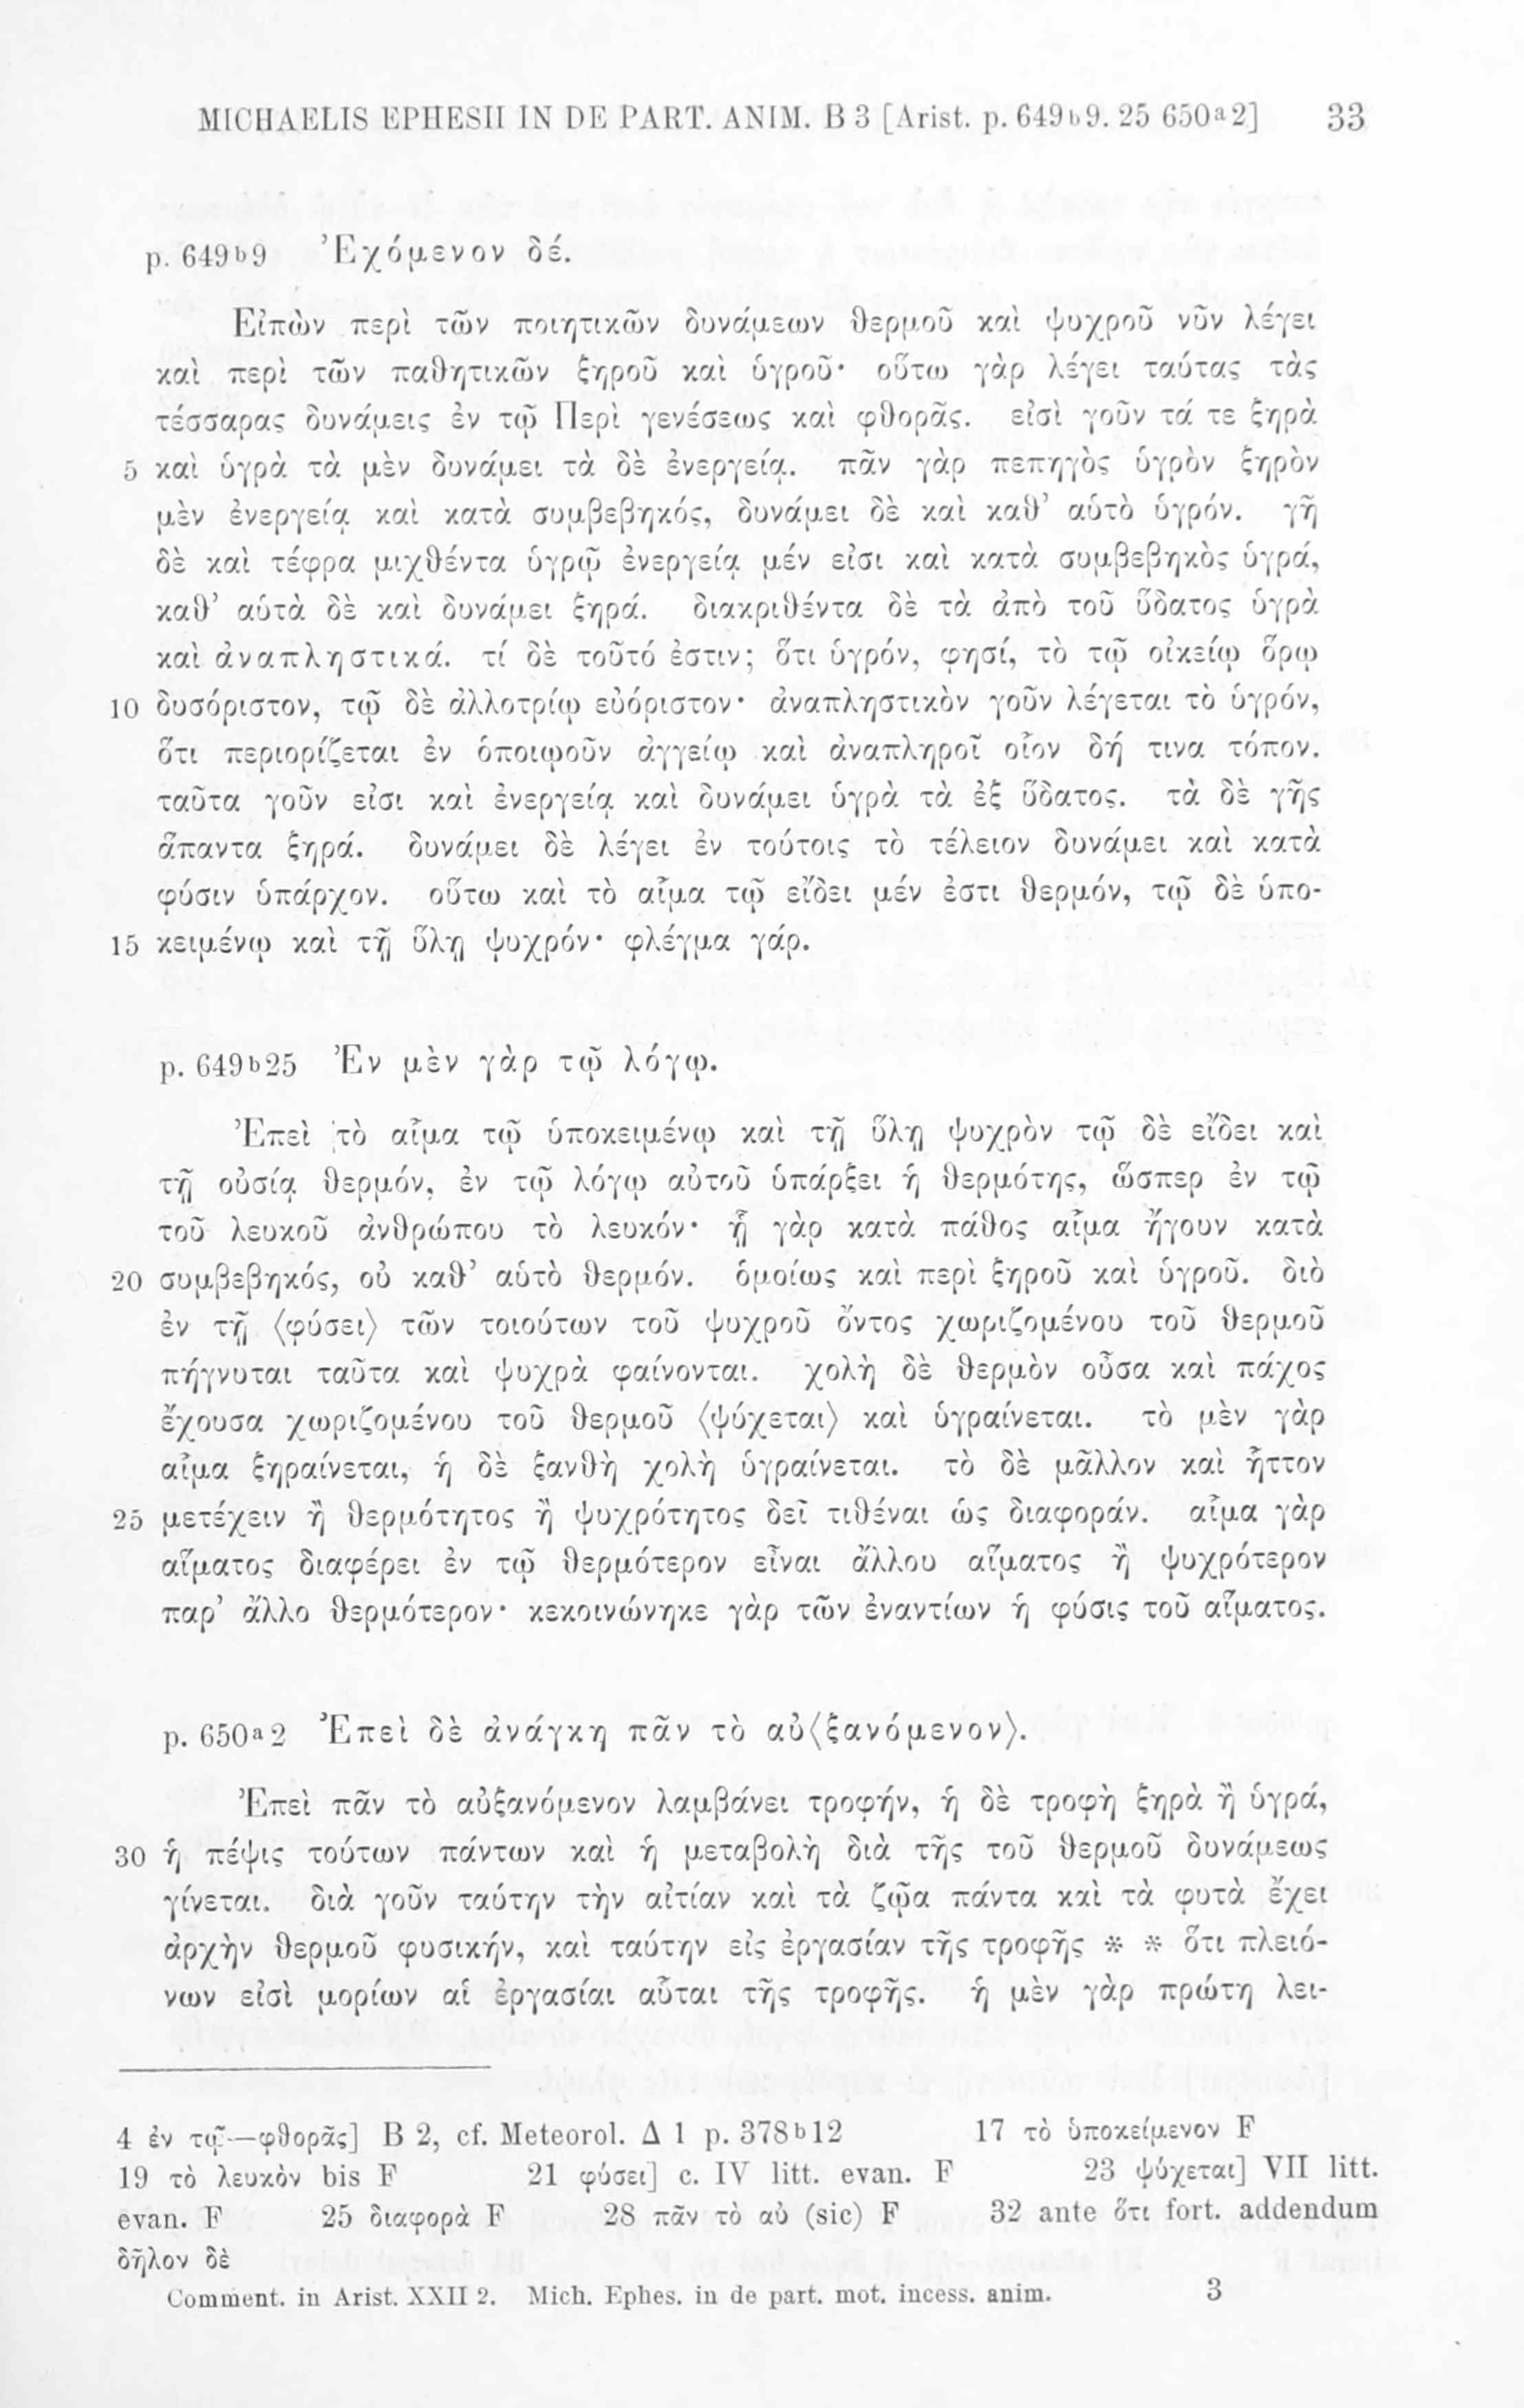 MICHAELIS EPHESII IN DE PART. ANIM. B 3 [Arist. p. 649b9. 25 650a2] 33
p. 649b9 Ἐχόμενον δέ.
Εἰπὼν περὶ τῶν ποιητικῶν δυνάμεων θερμοῦ καὶ ψυχροῦ νῦν λέγει
καὶ περὶ τῶν παθητικῶν ξηροῦ καὶ ὑγροῦ· οὕτω γὰρ λέγει ταύτας τὰς
τέσσαρας δυνάμεις ἐν τῷ Περὶ γενέσεως καὶ φθορᾶς. εἰσὶ γοῦν τά τε ξηρὰ
5 καὶ ὑγρὰ τὰ μὲν δυνάμει τὰ δὲ ἐνεργείᾳ. πᾶν γὰρ πεπηγὸς ὑγρὸν ξηρὸν
μὲν ἐνεργείᾳ καὶ κατὰ συμβεβηκός, δυνάμει δὲ καὶ καθ’ αὑτὸ ὑγρόν. γῆ
δὲ καὶ τέφρα μιχθέντα ὑγρῷ ἐνεργείᾳ μέν εἰσι καὶ κατὰ συμβεβηκὸς ὑγρά,
καθ’ αὑτὰ δὲ καὶ δυνάμει ξηρά. διακριθέντα δὲ τὰ ἀπὸ τοῦ ὕδατος ὑγρὰ
καὶ ἀναπληστικά. τί δὲ τοῦτό ἐστιν; ὅτι ὑγρόν, φησί, τὸ τῷ οἰκείῳ ὅρῳ
10 δυσόριστον, τῷ δὲ ἀλλοτρίῳ εὐόριστον· ἀναπληστικὸν γοῦν λέγεται τὸ ὑγρόν,
ὅτι περιορίζεται ἐν ὁποιῳοῦν ἀγγείῳ καὶ ἀναπληροῖ οἷον δή τινα τόπον.
ταῦτα γοῦν εἰσι καὶ ἐνεργείᾳ καὶ δυνάμει ὑγρὰ τὰ ἐξ ὕδατος. τὰ δὲ γῆς
ἅπαντα ξηρά. δυνάμει δὲ λέγει ἐν τούτοις τὸ τέλειον δυνάμει καὶ κατὰ
φύσιν ὑπάρχον. οὕτω καὶ τὸ αἷμα τῷ εἴδει μέν ἐστι θερμόν, τῷ δὲ ὑπο-
15 κειμένῳ καὶ τῇ ὕλῃ ψυχρόν· φλέγμα γάρ.
p. 649b25 Ἐν μὲν γὰρ τῷ λόγῳ.
Ἐπεὶ τὸ αἷμα τῷ ὑποκειμένῳ καὶ τῇ ὕλῃ ψυχρὸν τῷ δὲ εἴδει καὶ
τῇ οὐσίᾳ θερμόν, ἐν τῷ λόγῳ αὐτοῦ ὑπάρξει ἡ θερμότης, ὥσπερ ἐν τῷ
τοῦ λευκοῦ ἀνθρώπου τὸ λευκόν· ᾗ γὰρ κατὰ πάθος αἷμα ἤγουν κατὰ
20 συμβεβηκός, οὐ καθ’ αὑτὸ θερμόν. ὁμοίως καὶ περὶ ξηροῦ καὶ ὑγροῦ. διὸ
ἐν τῇ ⟨φύσει⟩ τῶν τοιούτων τοῦ ψυχροῦ ὄντος χωριζομένου τοῦ θερμοῦ
πήγνυται ταῦτα καὶ ψυχρὰ φαίνονται. χολὴ δὲ θερμὸν οὖσα καὶ πάχος
ἔχουσα χωριζομένου τοῦ θερμοῦ ⟨ψύχεται⟩ καὶ ὑγραίνεται. τὸ μὲν γὰρ
αἷμα ξηραίνεται, ἡ δὲ ξανθὴ χολὴ ὑγραίνεται. τὸ δὲ μᾶλλον καὶ ἧττον
25 μετέχειν ἢ θερμότητος ἢ ψυχρότητος δεῖ τιθέναι ὡς διαφοράν. αἷμα γὰρ
αἵματος διαφέρει ἐν τῷ θερμότερον εἶναι ἄλλου αἵματος ἢ ψυχρότερον
παρ’ ἄλλο θερμότερον· κεκοινώνηκε γὰρ τῶν ἐναντίων ἡ φύσις τοῦ αἵματος.
p. 650a2 Ἐπεὶ δὲ ἀνάγκη πᾶν τὸ αὐ⟨ξανόμενον⟩.
Ἐπεὶ πᾶν τὸ αὐξανόμενον λαμβάνει τροφήν, ἡ δὲ τροφὴ ξηρὰ ἢ ὑγρά,
30 ἡ πέψις τούτων πάντων καὶ ἡ μεταβολὴ διὰ τῆς τοῦ θερμοῦ δυνάμεως
γίνεται. διὰ γοῦν ταύτην τὴν αἰτίαν καὶ τὰ ζῷα πάντα καὶ τὰ φυτὰ ἔχει
ἀρχὴν θερμοῦ φυσικήν, καὶ ταύτην εἰς ἐργασίαν τῆς τροφῆς * * ὅτι πλειό-
νων εἰσὶ μορίων αἱ ἐργασίαι αὗται τῆς τροφῆς. ἡ μὲν γὰρ πρώτη λει-
4 ἐν τῷ—φθορᾶς] B 2, cf. Meteorol. Δ 1 p. 378b12 17 τὸ ὑποκείμενον F
19 τὸ λευκὸν bis F 21 φύσει] c. IV litt. evan. F 23 ψύχεται] VII litt.
evan. F 25 διαφορὰ F 28 πᾶν τὸ αὐ (sic) F 32 ante ὅτι fort. addendum
δῆλον δὲ
Comment. in Arist. XXII 2. Mich. Ephes. in de part. mot. incess. anim. 3